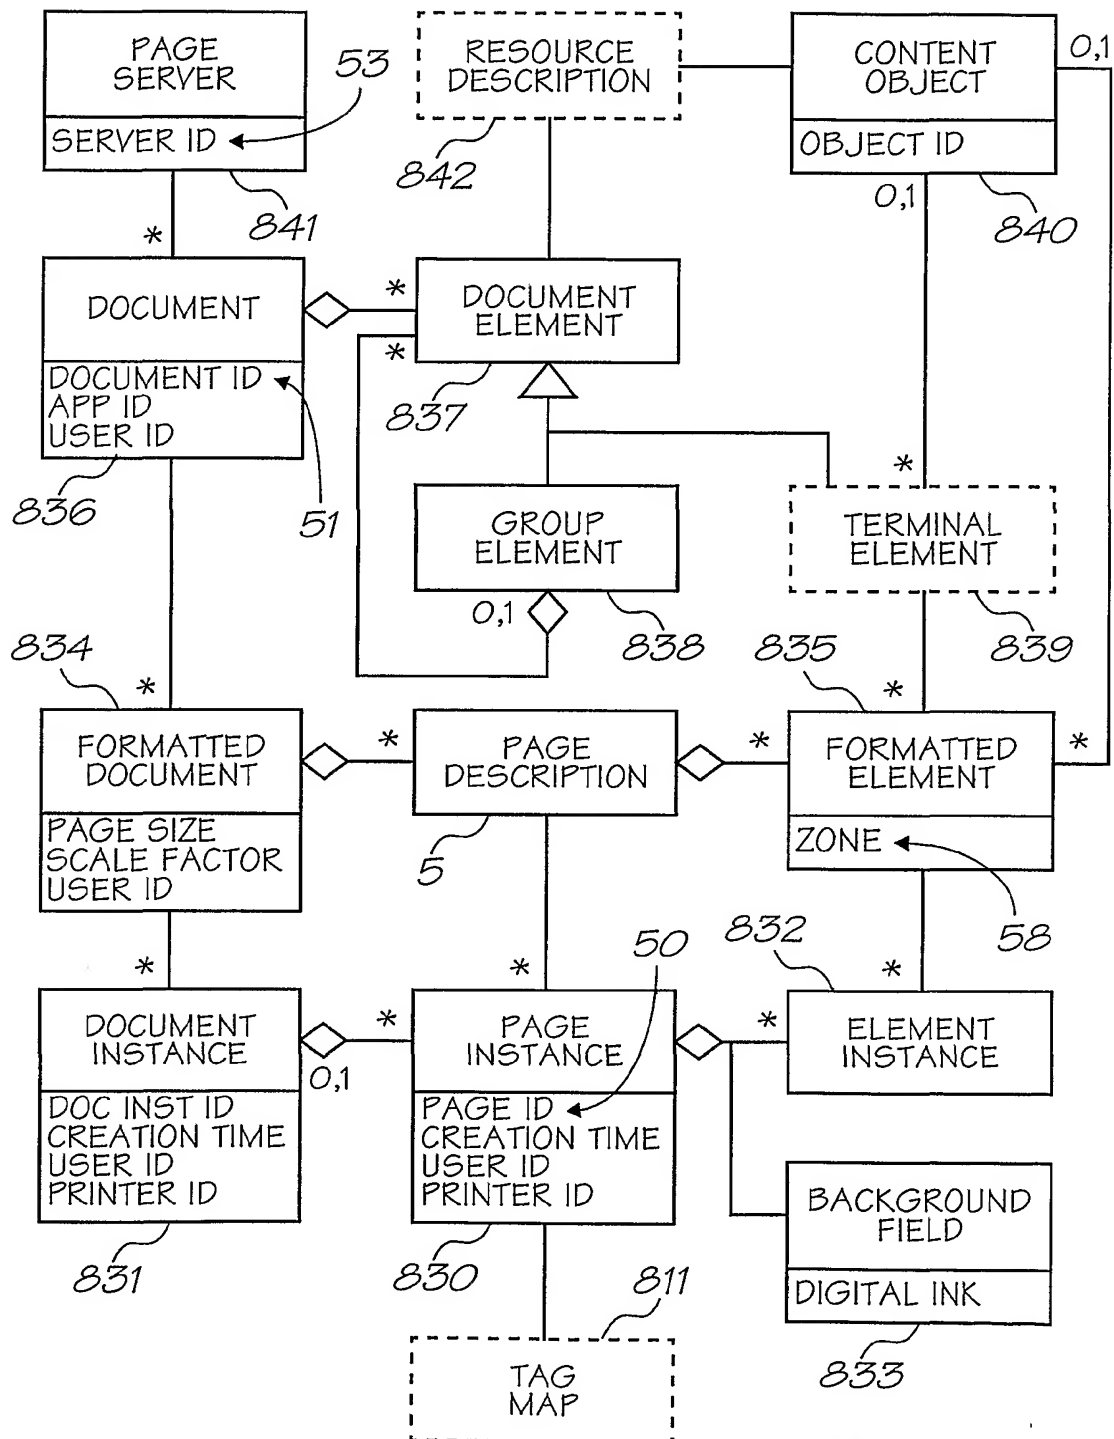 PAGE
SERVER
SERVER ID
53
841
*
RESOURCE
DESCRIPTION
842
CONTENT
OBJECT
OBJECT ID
0,1
0,1
840
DOCUMENT
DOCUMENT ID
APP ID
USER ID
836
51
*
*
DOCUMENT
ELEMENT
837
GROUP
ELEMENT
0,1
838
*
TERMINAL
ELEMENT
839
834
*
FORMATTED
DOCUMENT
PAGE SIZE
SCALE FACTOR
USER ID
*
PAGE
DESCRIPTION
5
835
*
*
*
FORMATTED
ELEMENT
ZONE
58
*
DOCUMENT
INSTANCE
0,1
DOC INST ID
CREATION TIME
USER ID
PRINTER ID
831
*
*
50
PAGE
INSTANCE
PAGE ID
CREATION TIME
USER ID
PRINTER ID
830
832
*
*
ELEMENT
INSTANCE
BACKGROUND
FIELD
DIGITAL INK
833
811
TAG
MAP